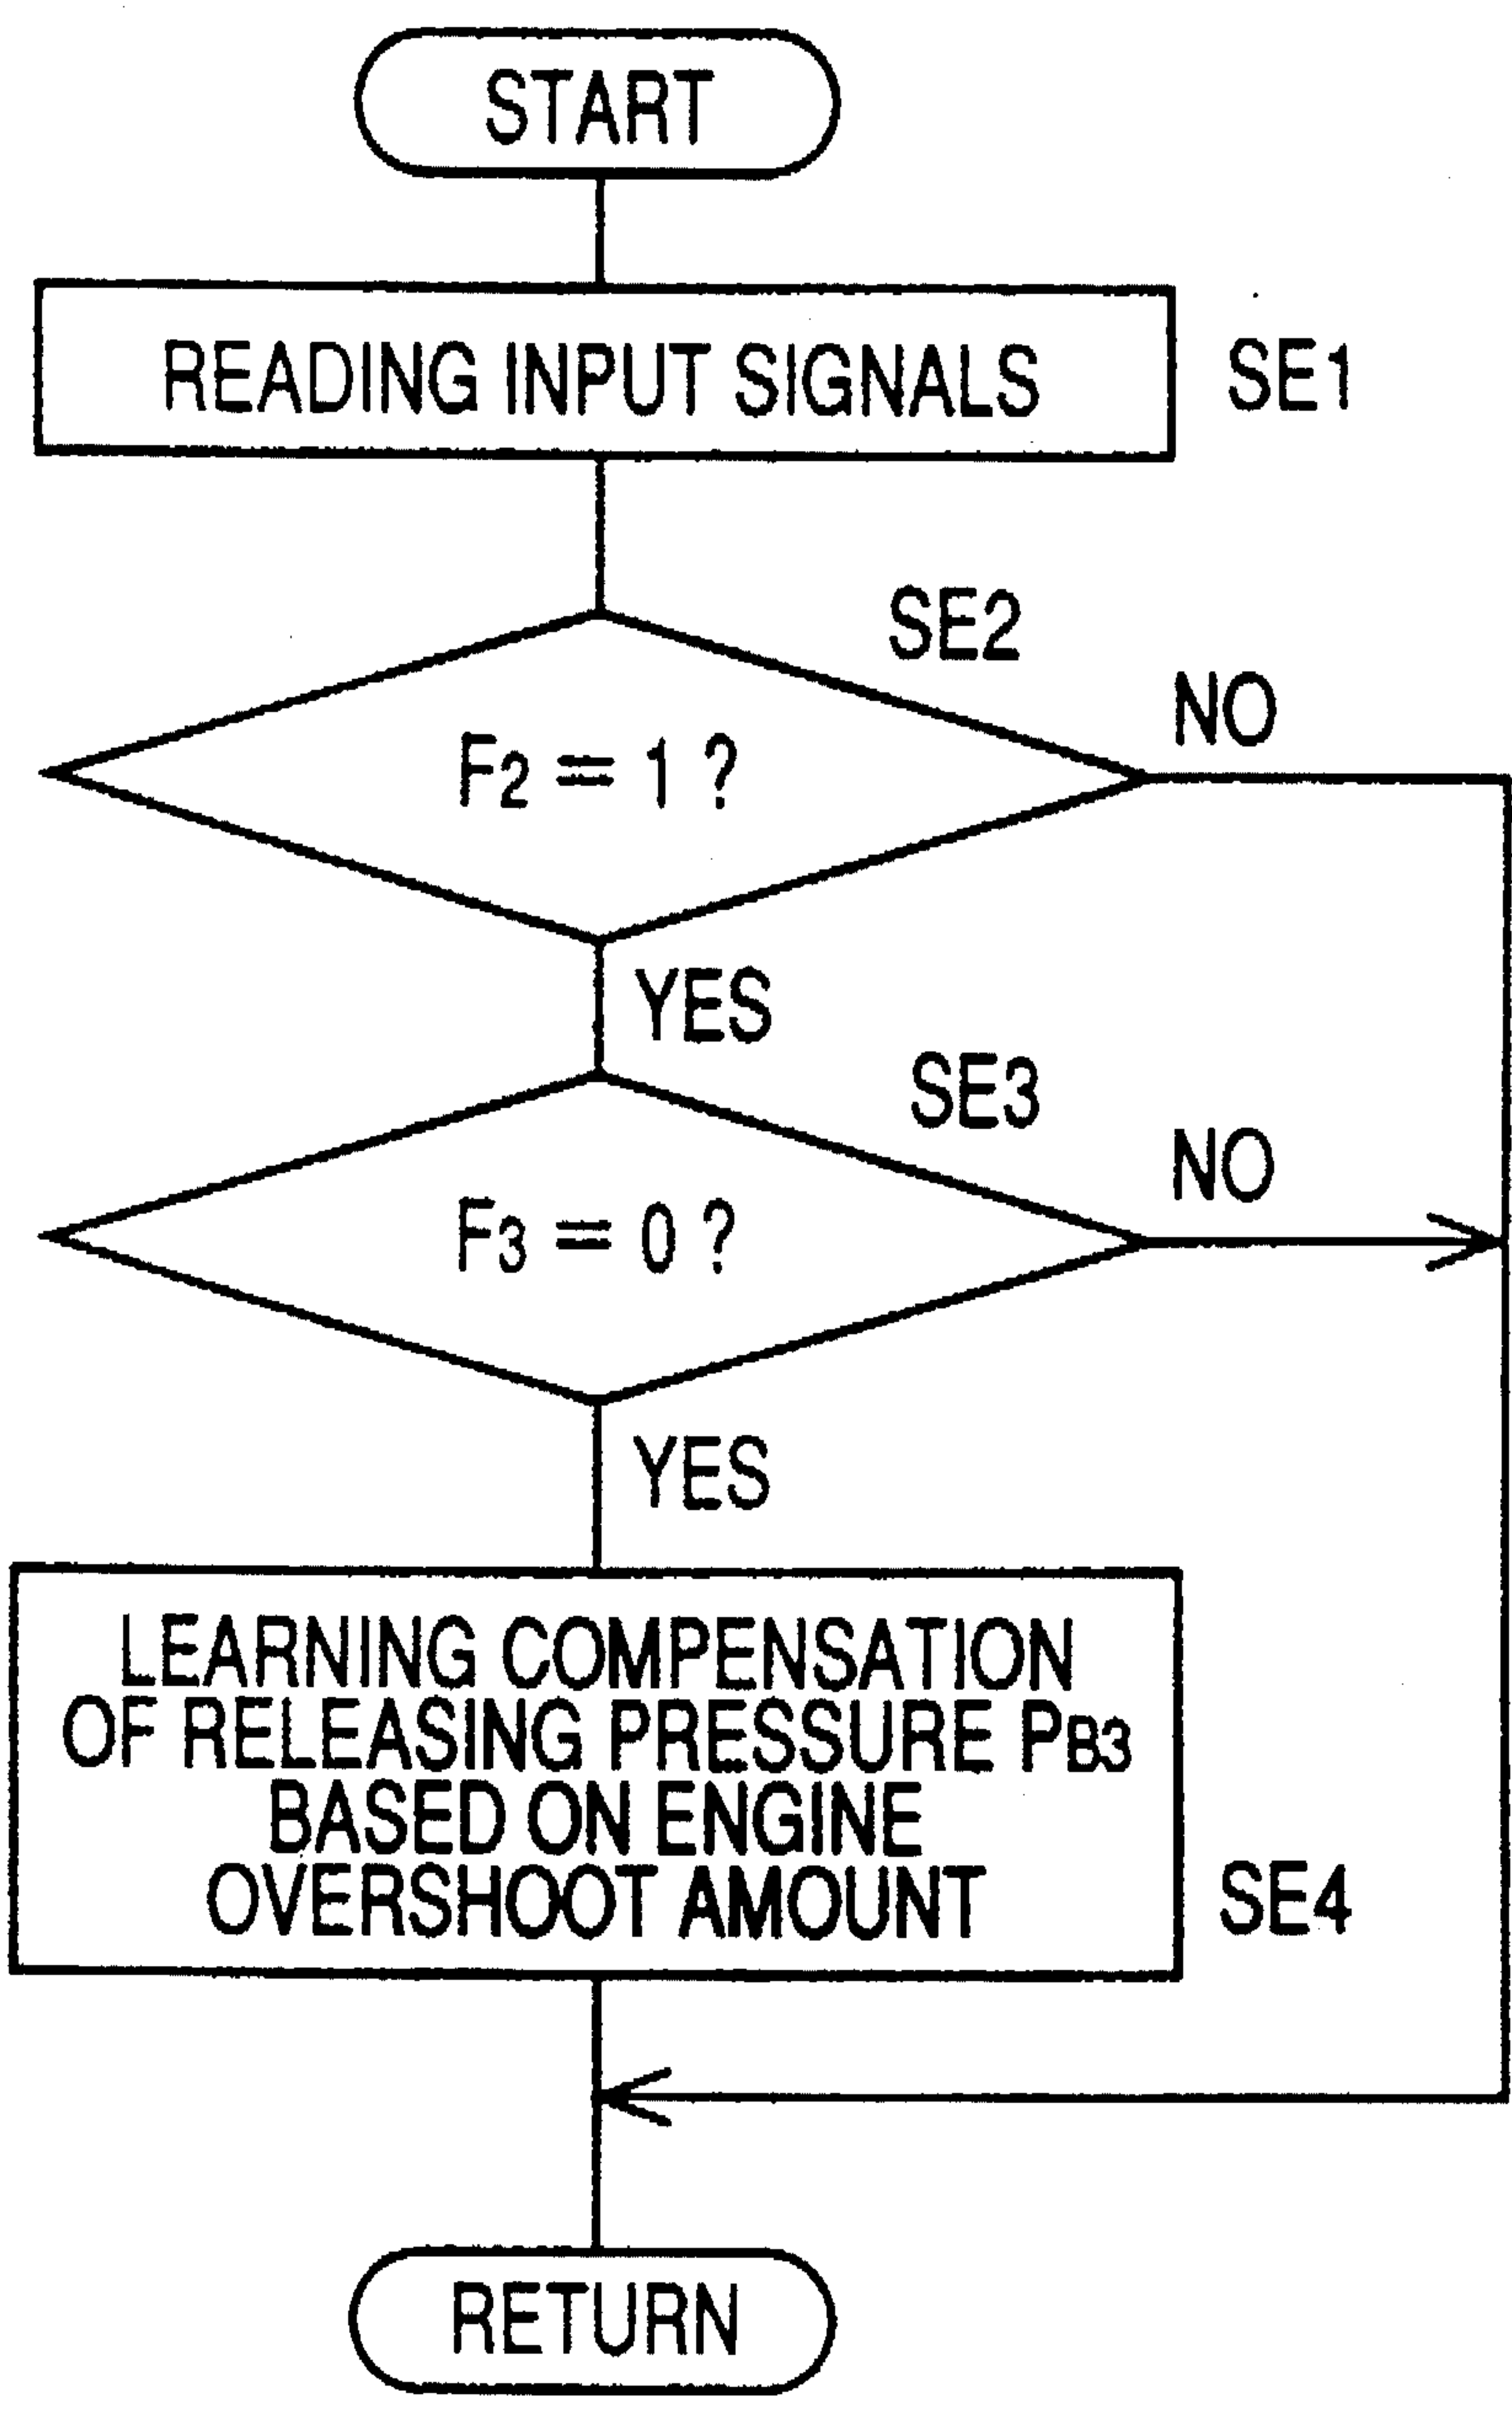 START
READING INPUT SIGNALS
SE1
SE2
NO
F2 = 1 ?
YES
SE3
NO
F3 = 0 ?
YES
LEARNING COMPENSATION
OF RELEASING PRESSURE PB3
BASED ON ENGINE
OVERSHOOT AMOUNT
SE4
RETURN